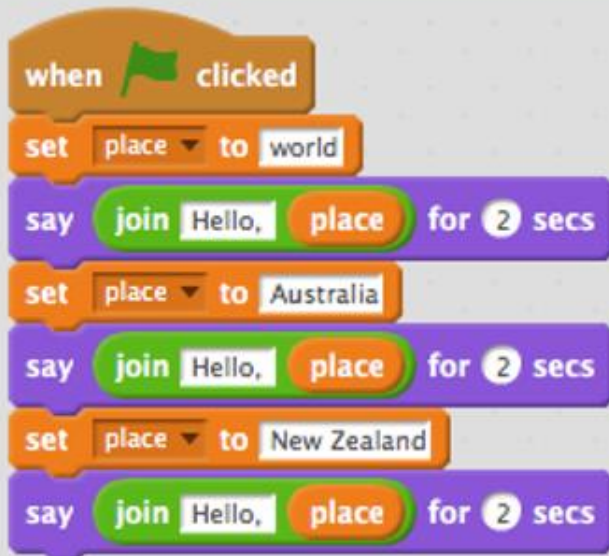 when clicked
set place to world
say join Hello, place for 2 secs
set place to Australia
say join Hello, place for 2 secs
set place to New Zealand
say join Hello, place for 2 secs